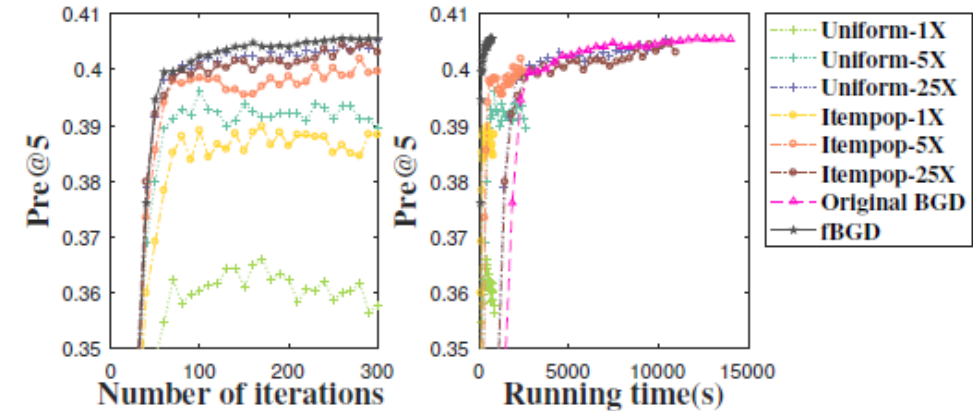 0.41
0.4
0.39
0.38
0.37
0.36
0.35
Pre@5
0 100 200 300
Number of iterations
0.41
0.4
0.39
0.38
0.37
0.36
0.35
Pre@5
0 5000 10000 15000
Running time(s)
Uniform-1X
Uniform-5X
Uniform-25X
Itempop-1X
Itempop-5X
Itempop-25X
Original BGD
fBGD